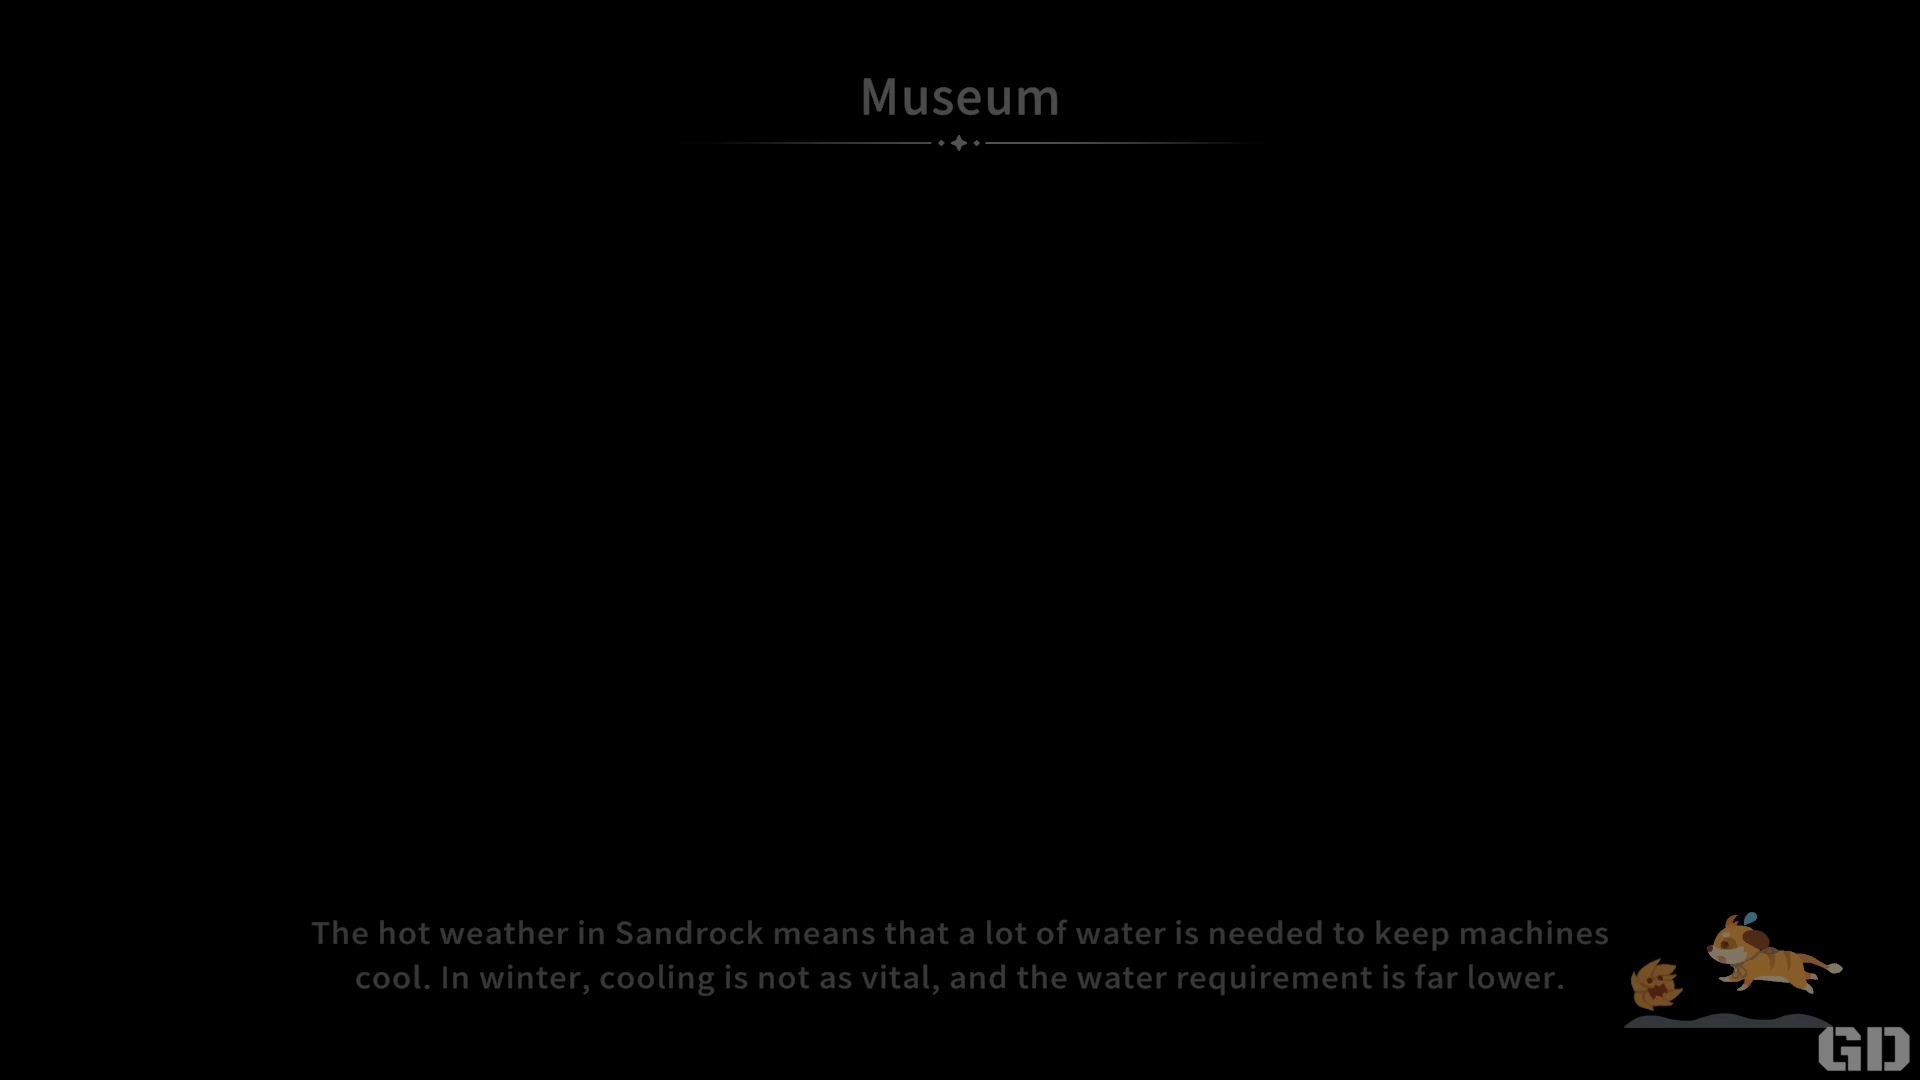 Museum
The hot weather in Sandrock means that a lot of water is needed to keep machines
cool. In winter, cooling is not as vital, and the water requirement is far lower.
GD